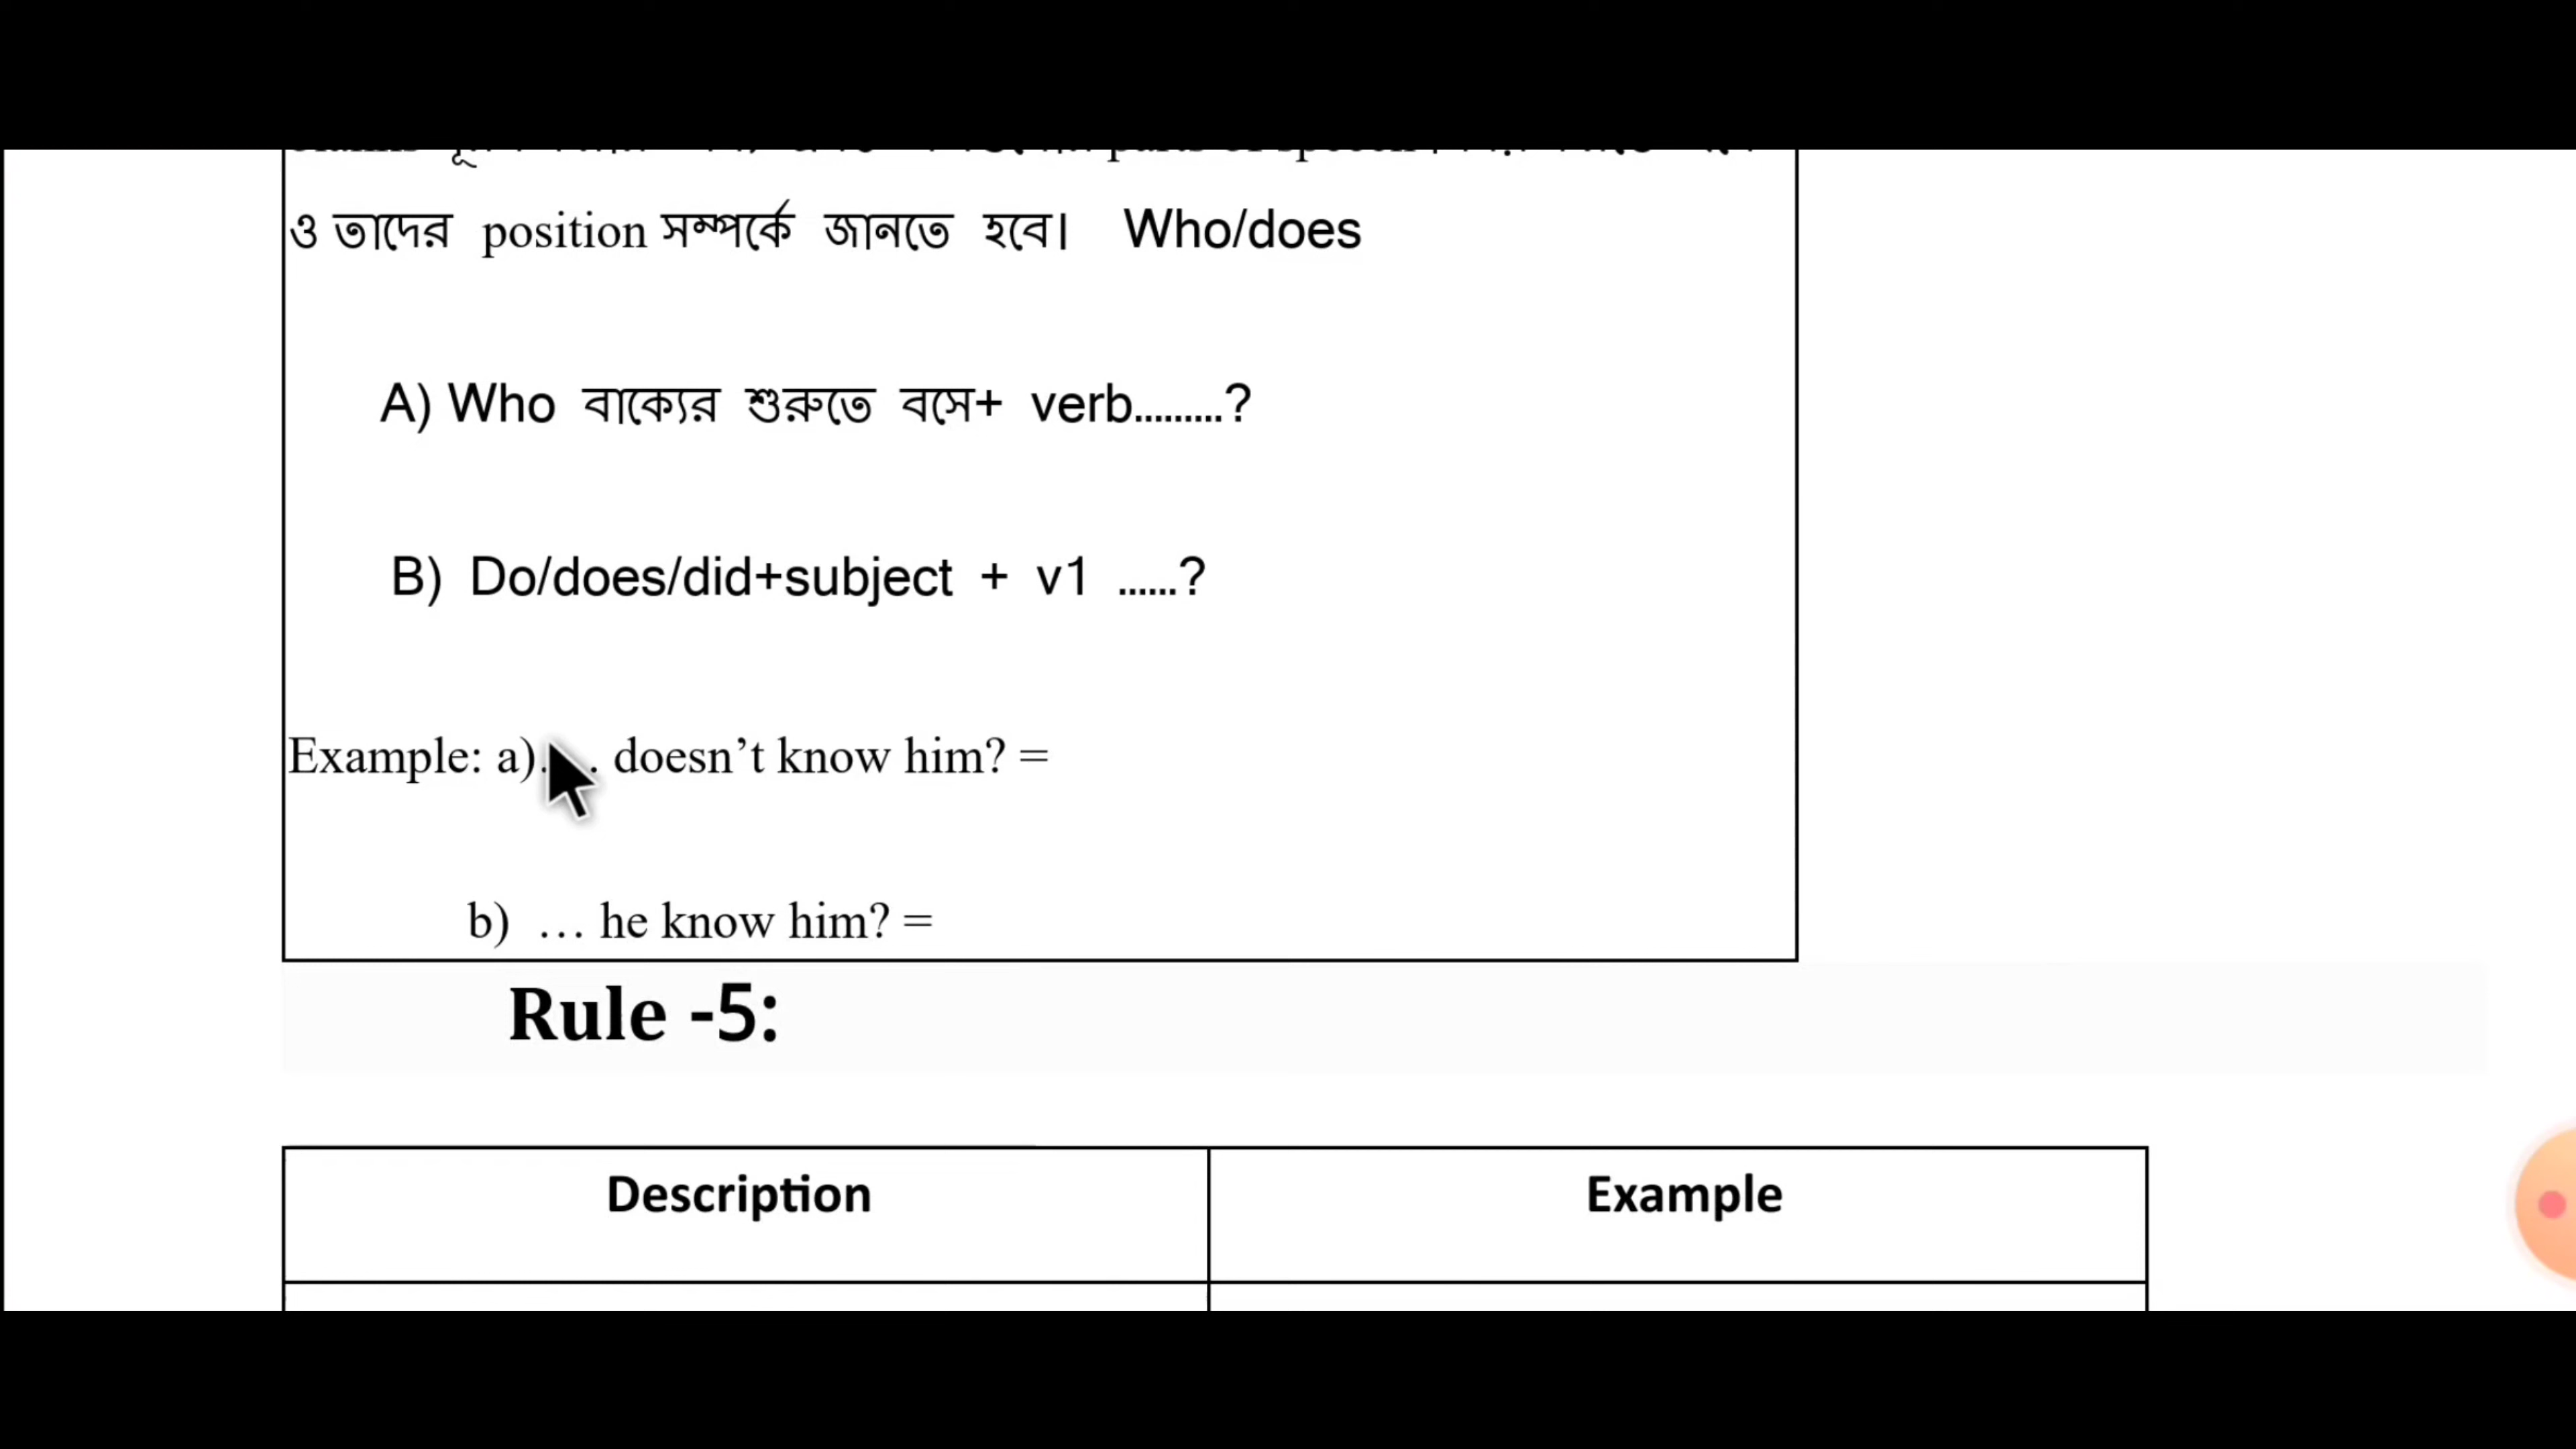 ও তাদের position সম্পর্কে জানতে হবে। Who/does
A) Who বাক্যের শুরুতে বসে+ verb.........?
B) Do/does/did+subject + v1 ......?
Example: a)... doesn’t know him? =
b) … he know him? =
Rule -5:
Description Example